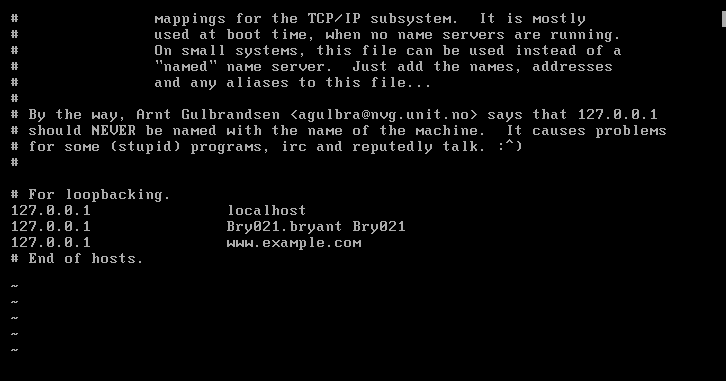 #               mappings for the TCP/IP subsystem.  It is mostly
#               used at boot time, when no name servers are running.
#               On small systems, this file can be used instead of a
#               "named" name server.  Just add the names, addresses
#               and any aliases to this file...
#
# By the way, Arnt Gulbrandsen <agulbra@nvg.unit.no> says that 127.0.0.1
# should NEVER be named with the name of the machine.  It causes problems
# for some (stupid) programs, irc and reputedly talk. :^)
#
# For loopbacking.
127.0.0.1               localhost
127.0.0.1               Bry021.bryant Bry021
127.0.0.1               www.example.com
# End of hosts.
~
~
~
~
~